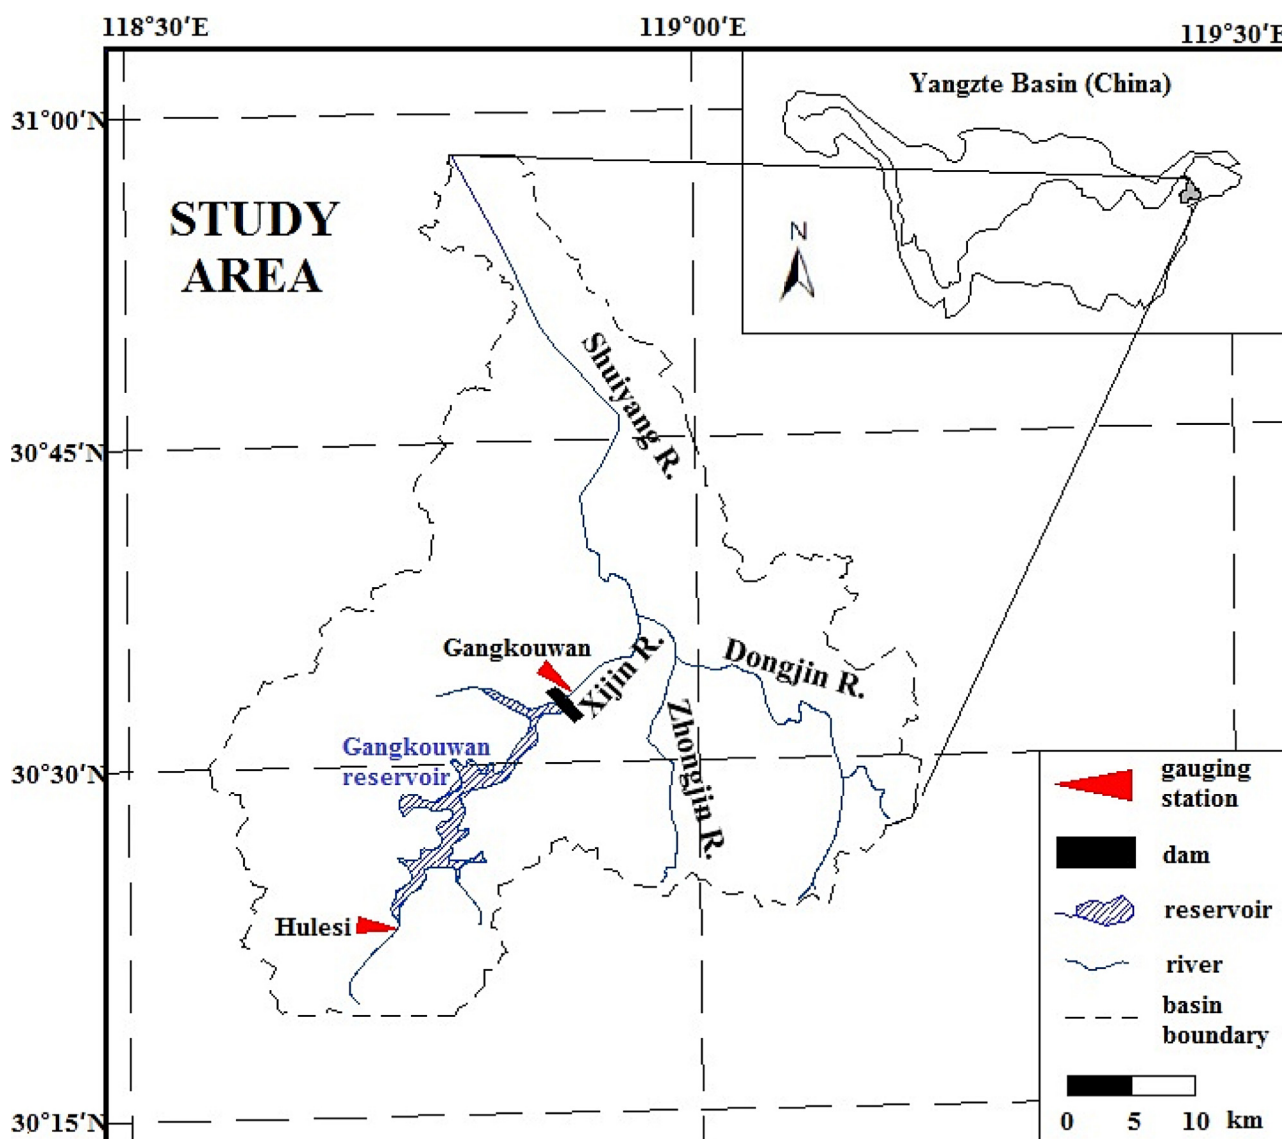 118°30′E
119°00′E
119°30′E
Yangzte Basin (China)
31°00′N
STUDY
AREA
N
Shuiyang R.
30°45′N
Gangkouwan
Xijin R.
Dongjin R.
Zhongjin R.
Gangkouwan
reservoir
30°30′N
gauging
station
dam
Hulesi
reservoir
river
basin
boundary
0 5 10 km
30°15′N